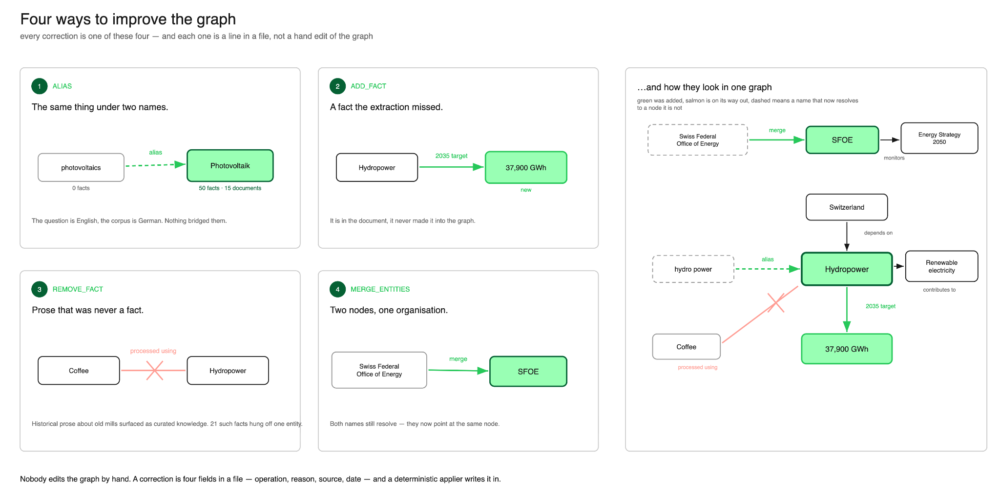 Four ways to improve the graph
every correction is one of these four — and each one is a line in a file, not a hand edit of the graph
1 ALIAS
The same thing under two names.
alias
photovoltaics
Photovoltaik
0 facts
50 facts · 15 documents
The question is English, the corpus is German. Nothing bridged them.
2 ADD_FACT
A fact the extraction missed.
2035 target
Hydropower
37,900 GWh
new
It is in the document, it never made it into the graph.
3 REMOVE_FACT
Prose that was never a fact.
processed using
Coffee
Hydropower
Historical prose about old mills surfaced as curated knowledge. 21 such facts hung off one entity.
4 MERGE_ENTITIES
Two nodes, one organisation.
merge
Swiss Federal
Office of Energy
SFOE
Both names still resolve — they now point at the same node.
...and how they look in one graph
green was added, salmon is on its way out, dashed means a name that now resolves
to a node it is not
Swiss Federal
Office of Energy
merge
SFOE
monitors
Energy Strategy
2050
Switzerland
depends on
hydro power
alias
Hydropower
Renewable
electricity
contributes to
2035 target
Coffee
processed using
37,900 GWh
Nobody edits the graph by hand. A correction is four fields in a file — operation, reason, source, date — and a deterministic applier writes it in.